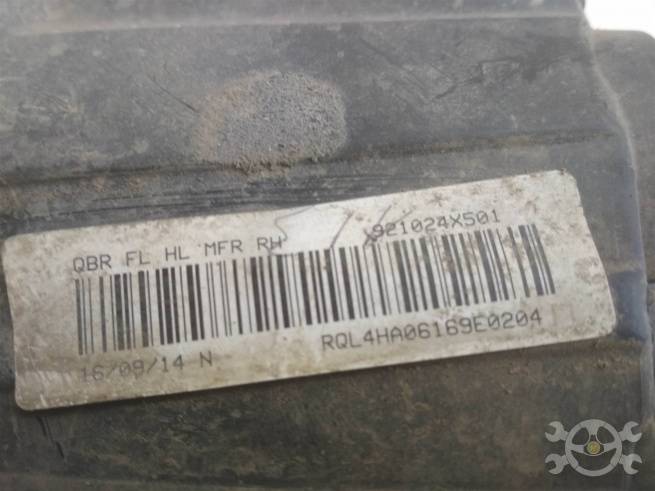 QBR FL HL MFR RH 921024X501
16/09/14 N RQL4HA06169E0204